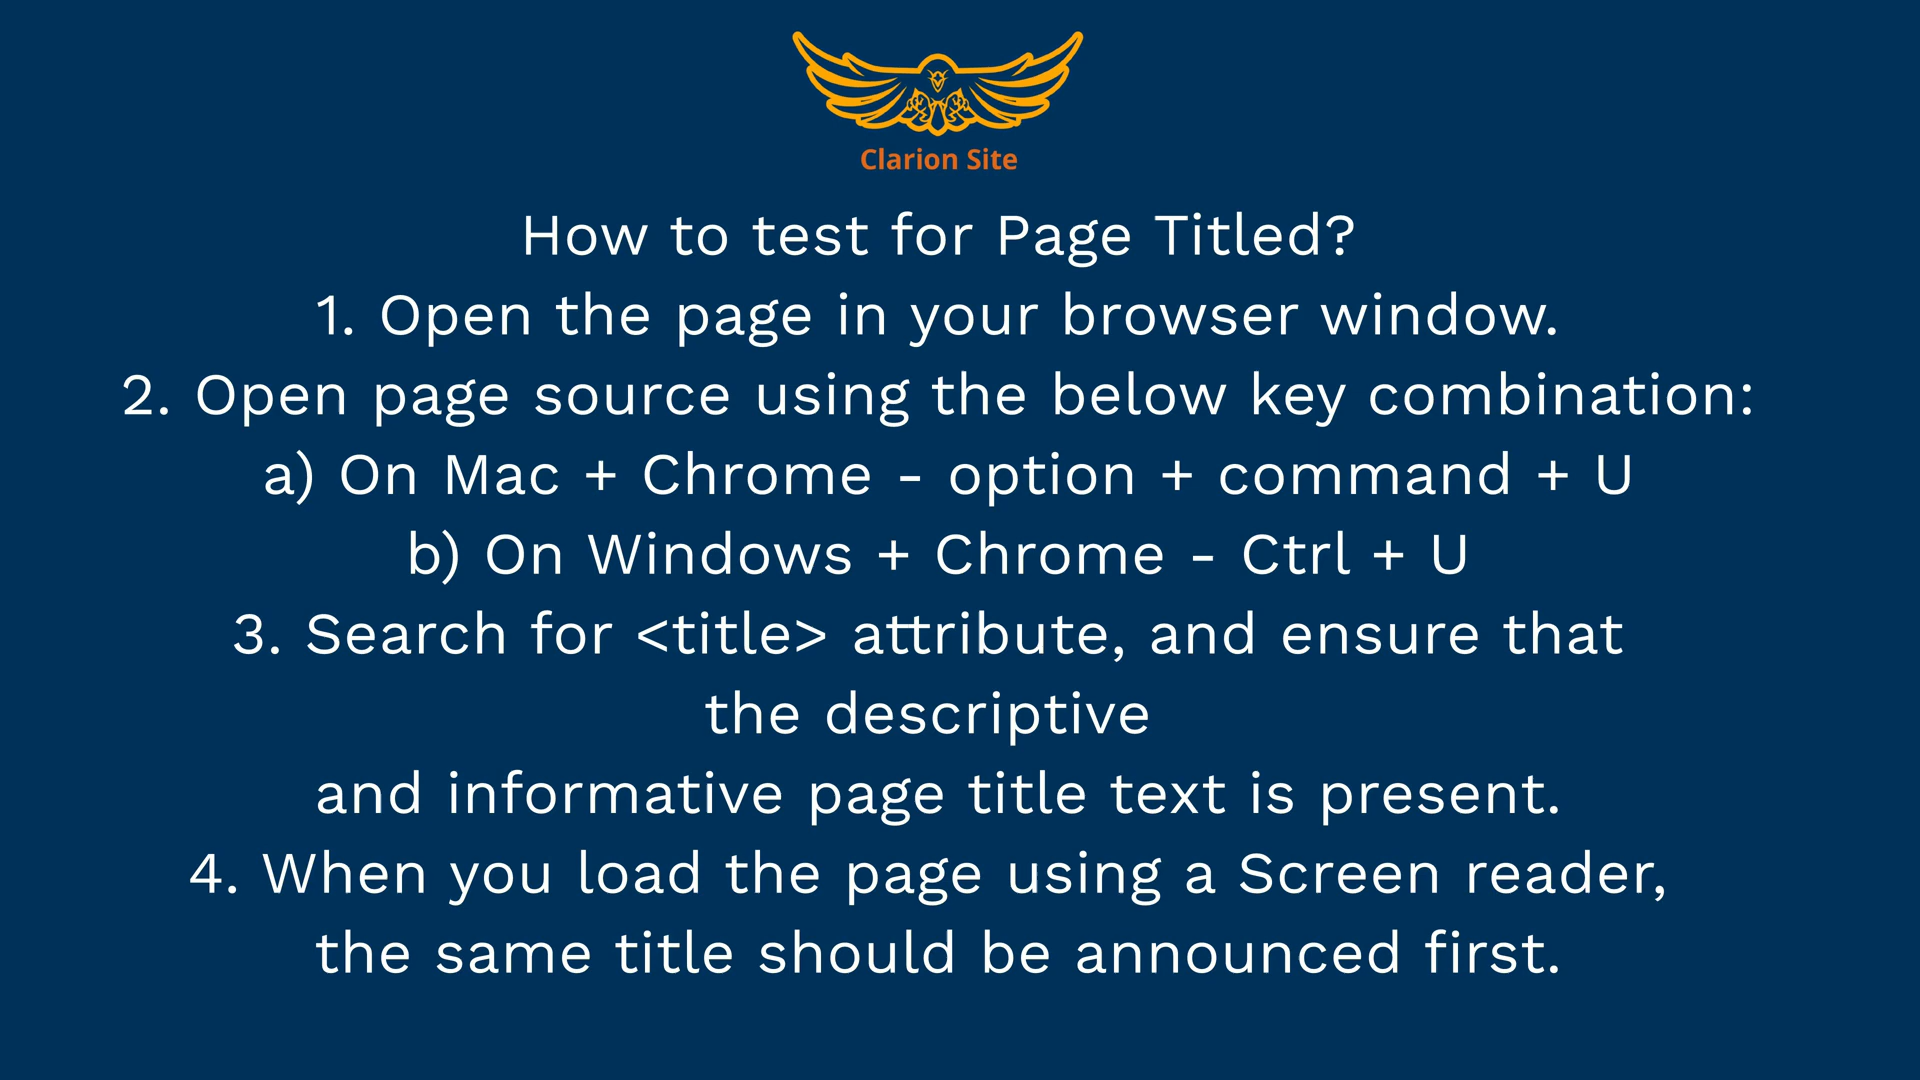 Clarion Site
How to test for Page Titled?
1. Open the page in your browser window.
2. Open page source using the below key combination:
a) On Mac + Chrome - option + command + U
b) On Windows + Chrome - Ctrl + U
3. Search for <title> attribute, and ensure that
the descriptive
and informative page title text is present.
4. When you load the page using a Screen reader,
the same title should be announced first.